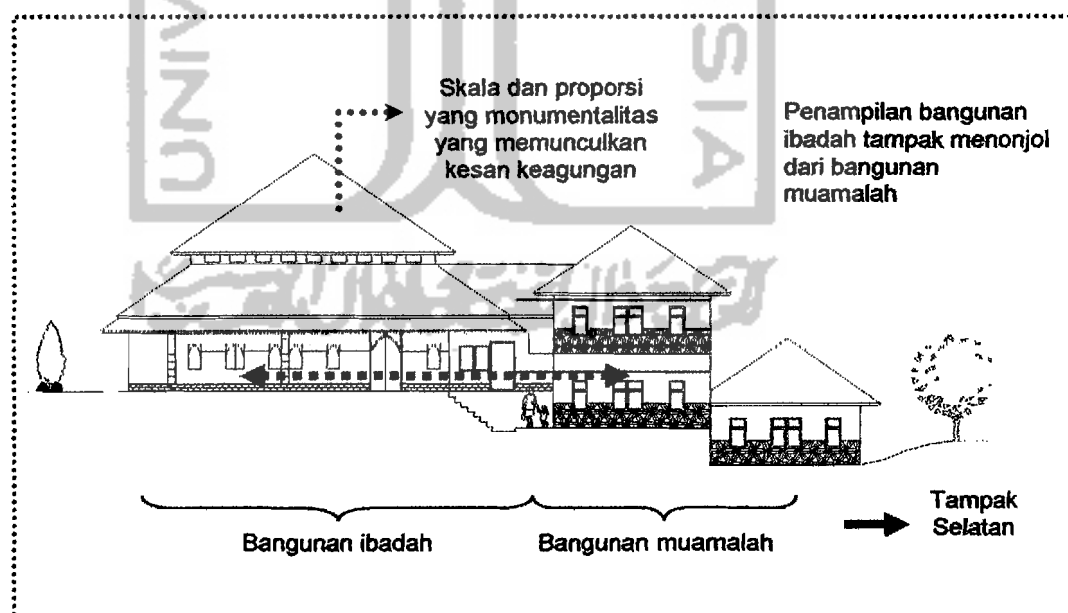 Skala dan proporsi
yang monumentalitas
yang memunculkan
kesan keagungan
Penampilan bangunan
ibadah tampak menonjol
dari bangunan
muamalah
Bangunan ibadah
Bangunan muamalah
Tampak
Selatan